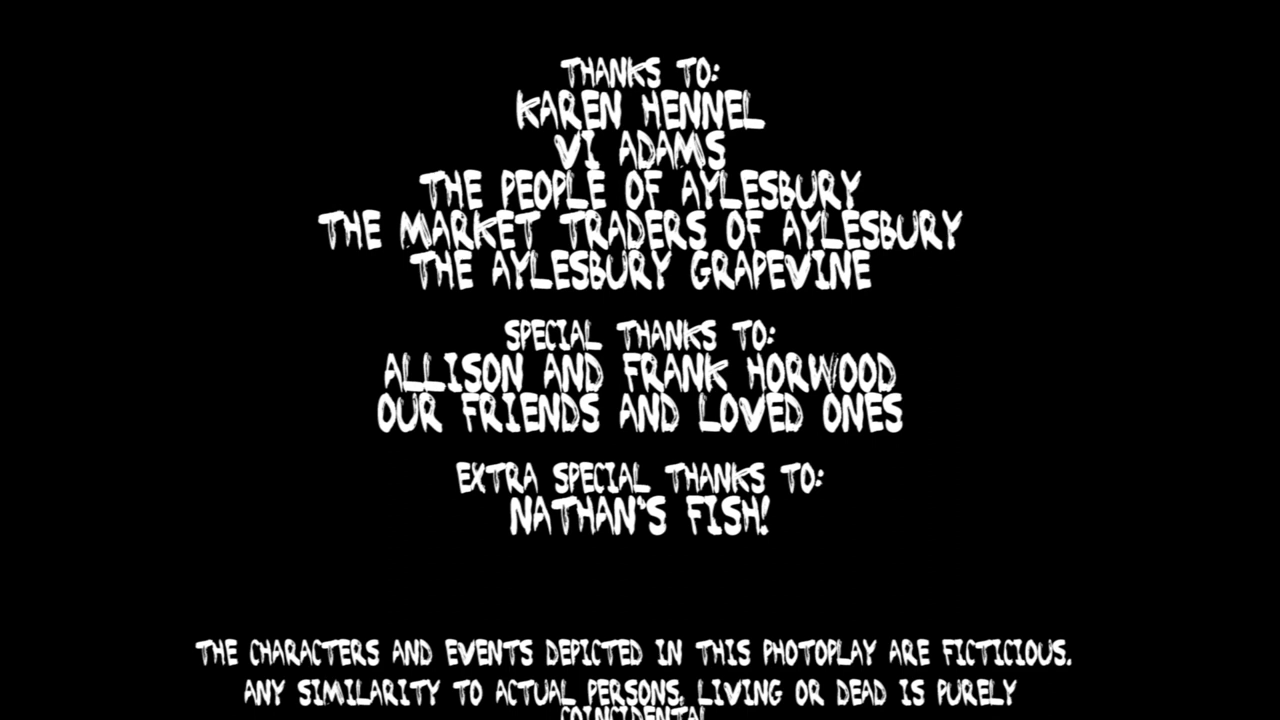 THANKS TO:
KAREN HENNEL
VI ADAMS
THE PEOPLE OF AYLESBURY
THE MARKET TRADERS OF AYLESBURY
THE AYLESBURY GRAPEVINE
SPECIAL THANKS TO:
ALLISON AND FRANK HORWOOD
OUR FRIENDS AND LOVED ONES
EXTRA SPECIAL THANKS TO:
NATHAN'S FISH!
THE CHARACTERS AND EVENTS DEPICTED IN THIS PHOTOPLAY ARE FICTICIOUS.
ANY SIMILARITY TO ACTUAL PERSONS, LIVING OR DEAD IS PURELY
COINCIDENTAL